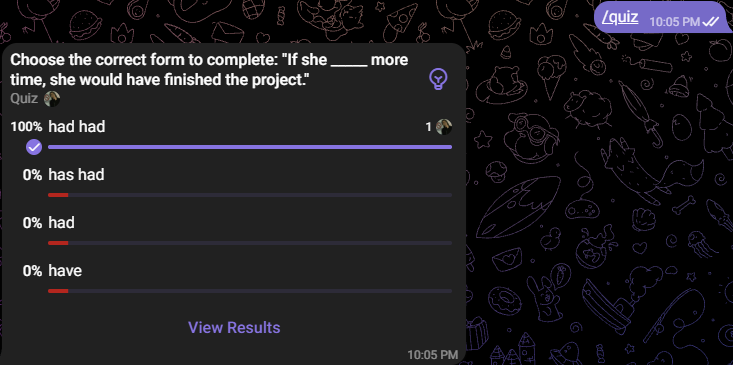 /quiz 10:05 PM
Choose the correct form to complete: "If she _____ more
time, she would have finished the project."
Quiz
100% had had 1
0% has had
0% had
0% have
View Results
10:05 PM